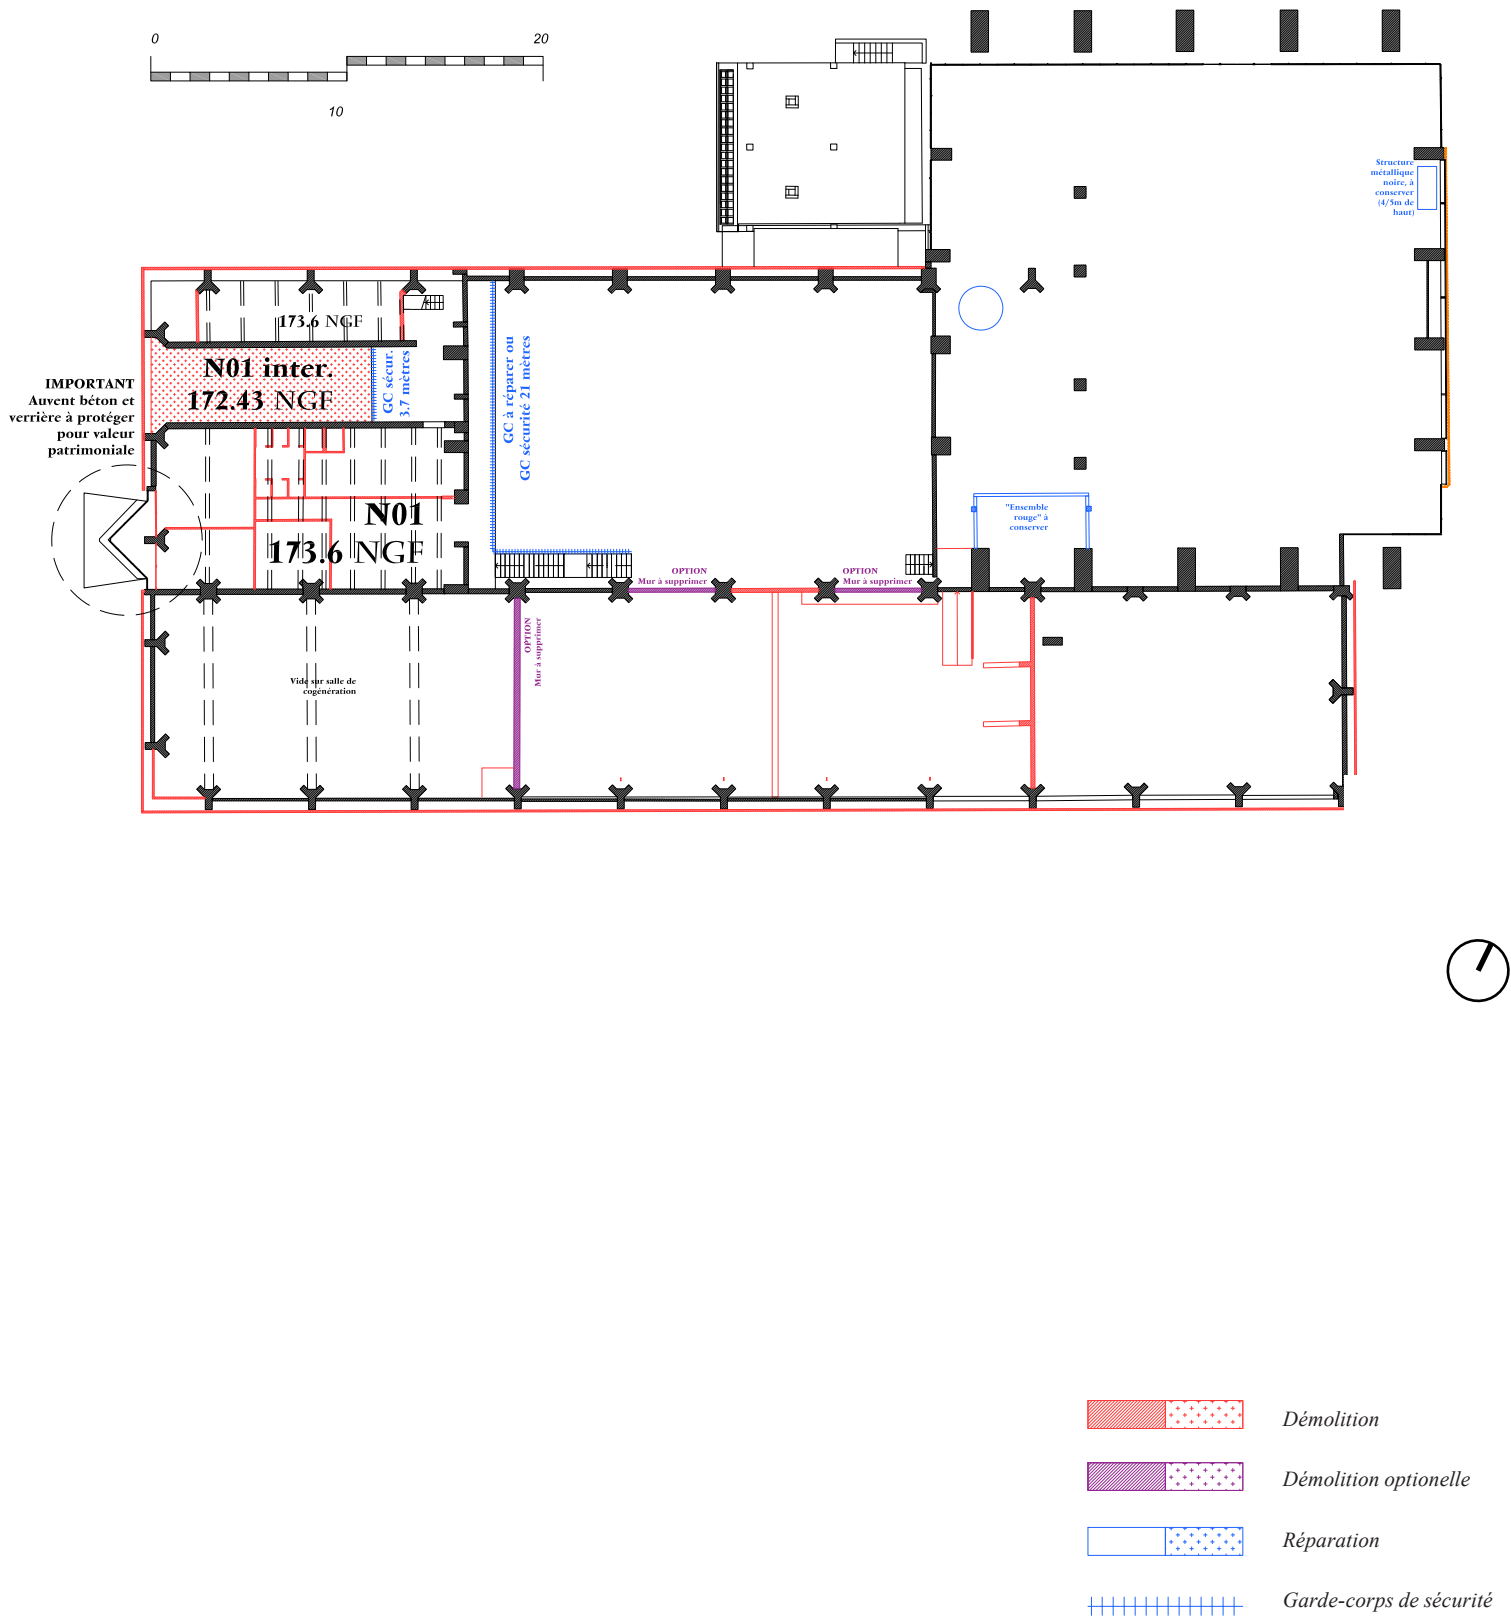 0
20
10
Structure
métallique
noire, à
conserver
(4/5m de
haut)
173.6 NGF
N01 inter.
172.43 NGF
GC sécur.
3.7 mètres
GC à réparer ou
GC sécurité 21 mètres
IMPORTANT
Auvent béton et
verrière à protéger
pour valeur
patrimoniale
N01
173.6 NGF
"Ensemble
rouge" à
conserver
OPTION
Mur à supprimer
OPTION
Mur à supprimer
OPTION
Mur à supprimer
Vide sur salle de
cogénération
Démolition
Démolition optionelle
Réparation
Garde-corps de sécurité